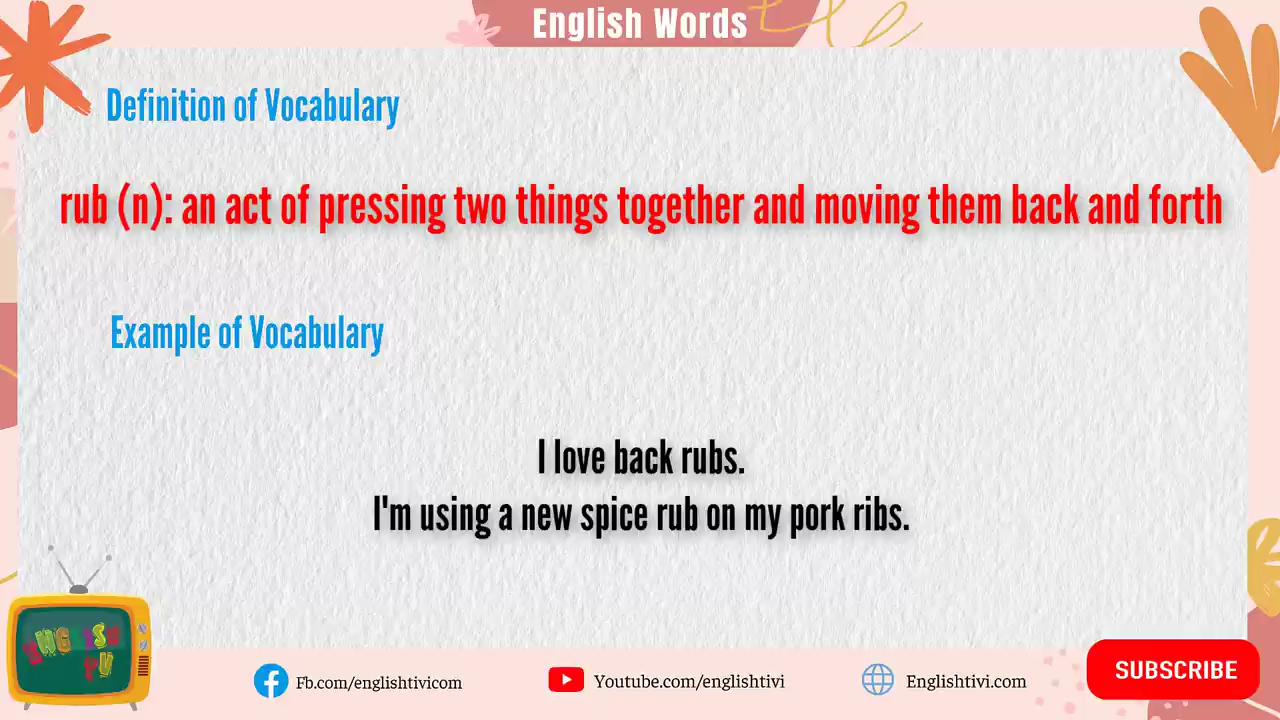 English Words
Definition of Vocabulary
rub (n): an act of pressing two things together and moving them back and forth
Example of Vocabulary
I love back rubs.
I'm using a new spice rub on my pork ribs.
ENGLISH
TV
Fb.com/englishtivicom
Youtube.com/englishtivi
Englishtivi.com
SUBSCRIBE